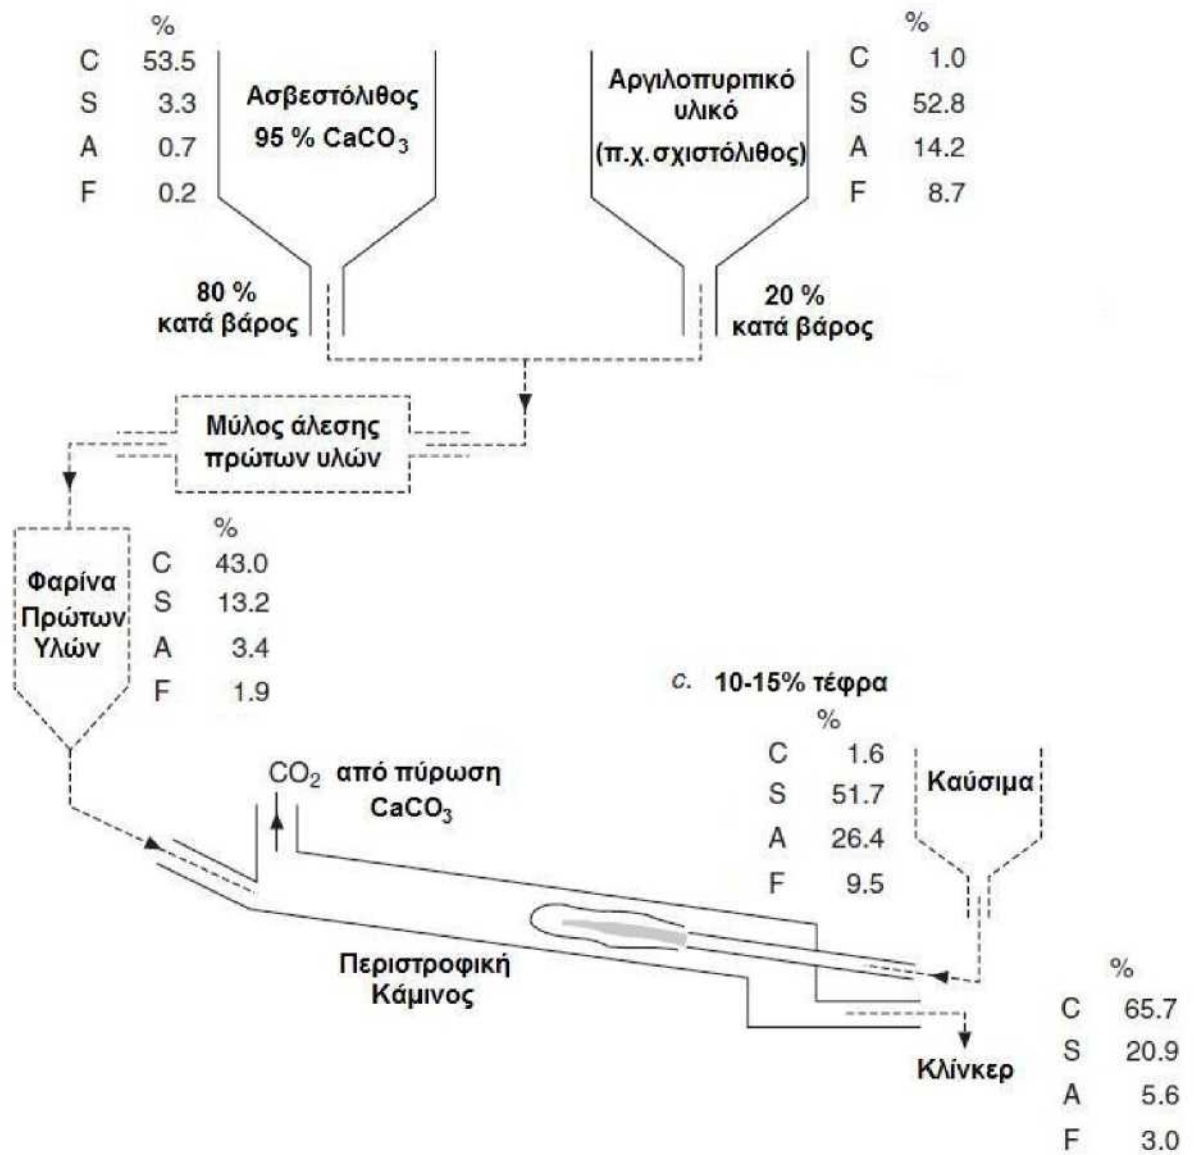 %
C 53.5
S 3.3
A 0.7
F 0.2
Ασβεστόλιθος
95 % CaCO₃
Αργιλοπυριτικό
υλικό
(π.χ. σχιστόλιθος)
%
C 1.0
S 52.8
A 14.2
F 8.7
80 %
κατά βάρος
20 %
κατά βάρος
Μύλος άλεσης
πρώτων υλών
Φαρίνα
Πρώτων
Υλών
%
C 43.0
S 13.2
A 3.4
F 1.9
c. 10-15% τέφρα
%
C 1.6
S 51.7
A 26.4
F 9.5
Καύσιμα
CO₂ από πύρωση
CaCO₃
Περιστροφική
Κάμινος
Κλίνκερ
%
C 65.7
S 20.9
A 5.6
F 3.0